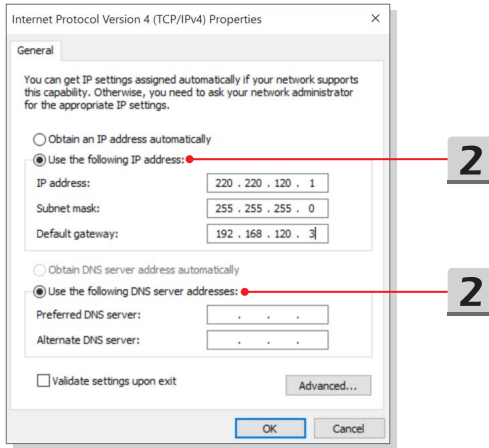 Internet Protocol Version 4 (TCP/IPv4) Properties
General
You can get IP settings assigned automatically if your network supports
this capability. Otherwise, you need to ask your network administrator
for the appropriate IP settings.
Obtain an IP address automatically
Use the following IP address:
2
IP address: 220 . 220 . 120 . 1
Subnet mask: 255 . 255 . 255 . 0
Default gateway: 192 . 168 . 120 . 3
Obtain DNS server address automatically
Use the following DNS server addresses:
2
Preferred DNS server: . . .
Alternate DNS server: . . .
Validate settings upon exit
Advanced...
OK Cancel